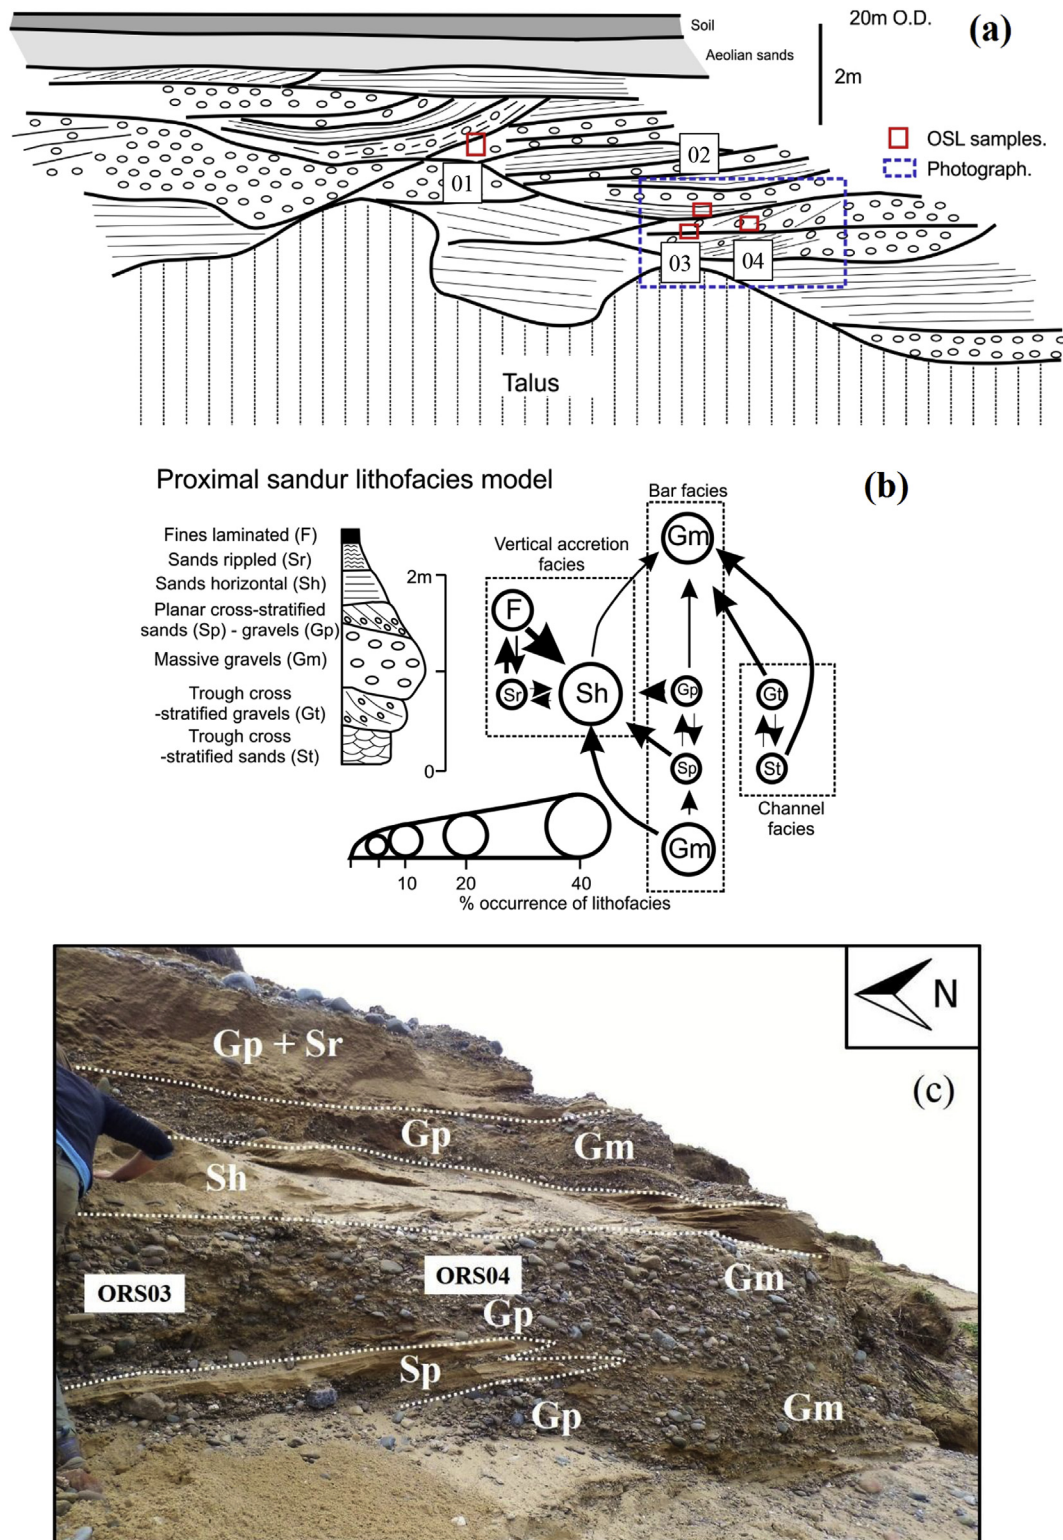 20m O.D.
(a)
Soil
Aeolian sands
2m
OSL samples.
Photograph.
02
01
03
04
Talus
Proximal sandur lithofacies model
(b)
Bar facies
Fines laminated (F)
Sands rippled (Sr)
Sands horizontal (Sh)
Planar cross-stratified
sands (Sp) - gravels (Gp)
Massive gravels (Gm)
Trough cross
-stratified gravels (Gt)
Trough cross
-stratified sands (St)
2m
0
Vertical accretion
facies
Gm
F
Sr
Sh
Gp
Gt
Sp
St
Gm
Channel
facies
10
20
40
% occurrence of lithofacies
N
(c)
Gp + Sr
Gp
Gm
Sh
ORS03
ORS04
Gm
Gp
Sp
Gp
Gm